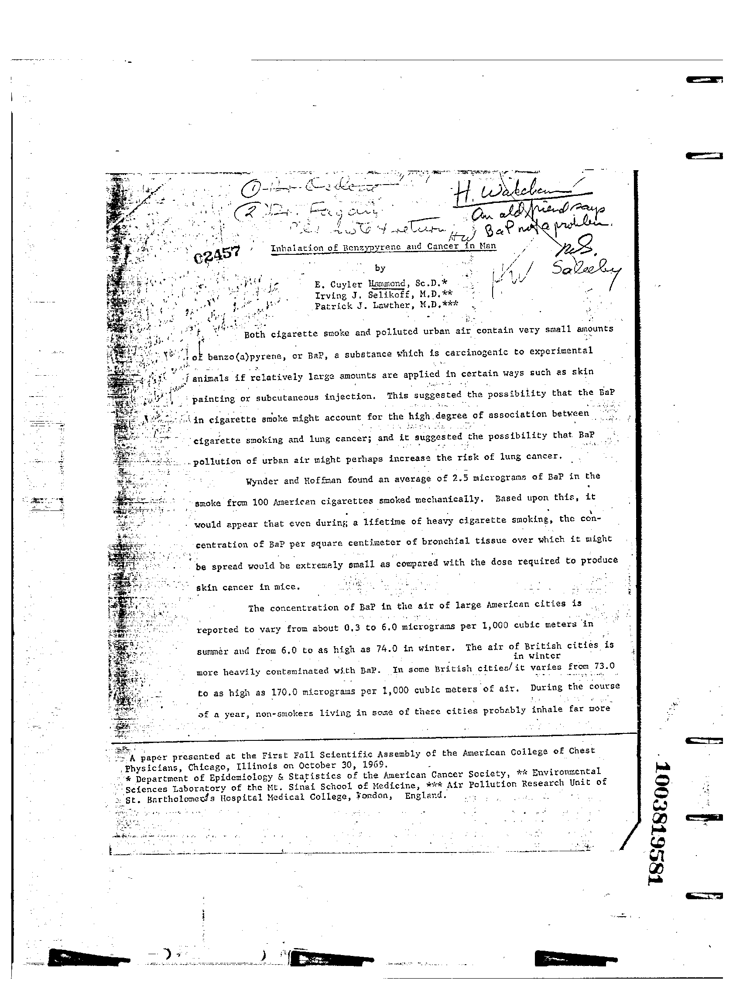 H. Wakeham
An old friend says
BaP not a problem.
& return
C2457
Inhalation of Benzypyrene and Cancer in Man
by
E. Cuyler Hammond, Sc.D.*
Irving J. Selikoff, M.D.**
Patrick J. Lawther, M.D.***
Saleeby
Both cigarette smoke and polluted urban air contain very small amounts
of benzo(a)pyrene, or BaP, a substance which is carcinogenic to experimental
animals if relatively large amounts are applied in certain ways such as skin
painting or subcutaneous injection. This suggested the possibility that the BaP
in cigarette smoke might account for the high degree of association between
cigarette smoking and lung cancer; and it suggested the possibility that BaP
pollution of urban air might perhaps increase the risk of lung cancer.
Wynder and Hoffman found an average of 2.5 micrograms of BaP in the
smoke from 100 American cigarettes smoked mechanically. Based upon this, it
would appear that even during a lifetime of heavy cigarette smoking, the con-
centration of BaP per square centimeter of bronchial tissue over which it might
be spread would be extremely small as compared with the dose required to produce
skin cancer in mice.
The concentration of BaP in the air of large American cities is
reported to vary from about 0.3 to 6.0 micrograms per 1,000 cubic meters in
summer and from 6.0 to as high as 74.0 in winter. The air of British cities is
in winter
more heavily contaminated with BaP. In some British cities/it varies from 73.0
to as high as 170.0 micrograms per 1,000 cubic meters of air. During the course
of a year, non-smokers living in some of there cities probably inhale far more
A paper presented at the First Fall Scientific Assembly of the American College of Chest
Physicians, Chicago, Illinois on October 30, 1969.
* Department of Epidemiology & Statistics of the American Cancer Society, ** Environmental
Sciences Laboratory of the Mt. Sinai School of Medicine, *** Air Pollution Research Unit of
St. Bartholomew's Hospital Medical College, London, England.
1003819581